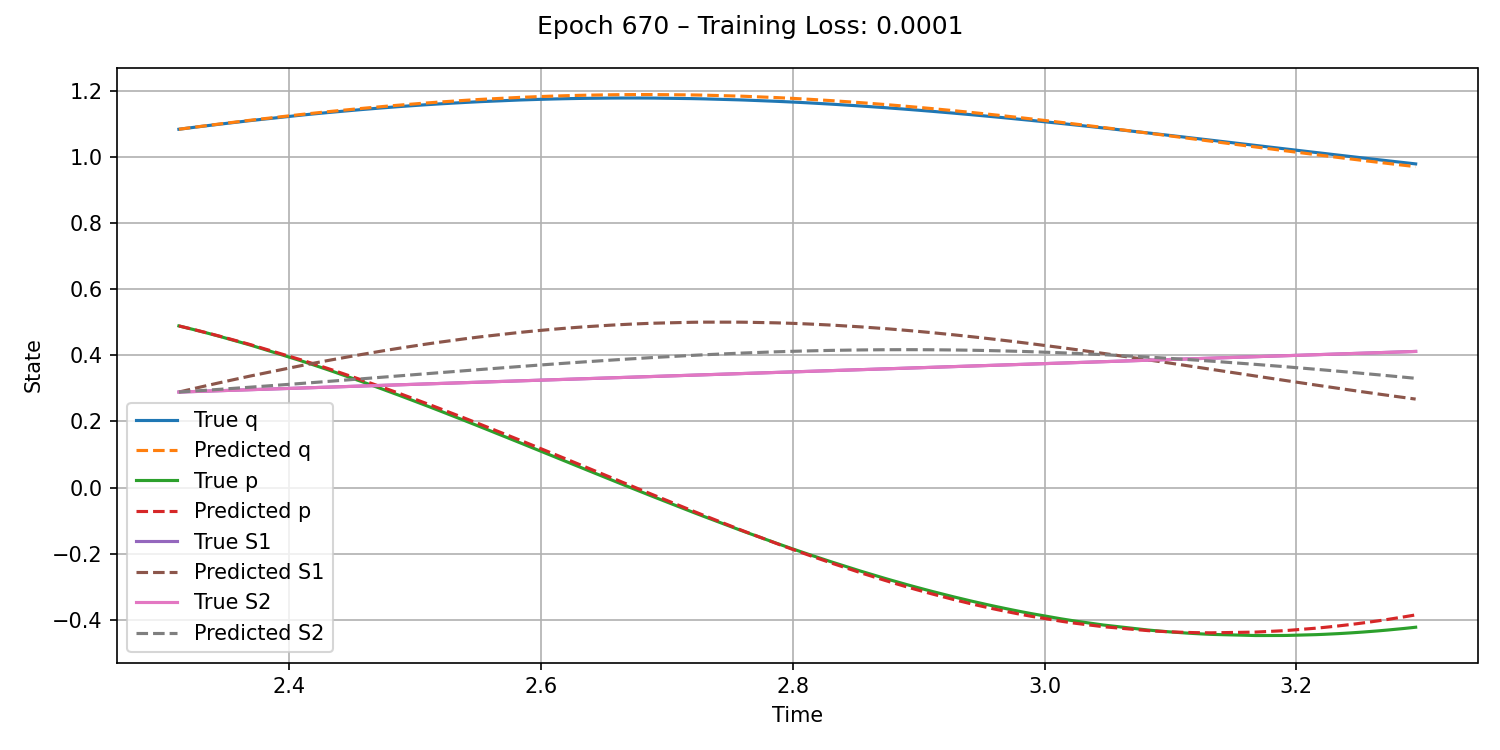 Epoch 670 – Training Loss: 0.0001
1.2
1.0
0.8
0.6
0.4
0.2
0.0
−0.2
−0.4
State
True q
Predicted q
True p
Predicted p
True S1
Predicted S1
True S2
Predicted S2
2.4 2.6 2.8 3.0 3.2
Time